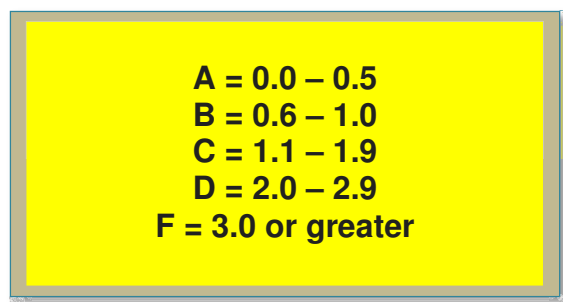 A = 0.0 – 0.5
B = 0.6 – 1.0
C = 1.1 – 1.9
D = 2.0 – 2.9
F = 3.0 or greater